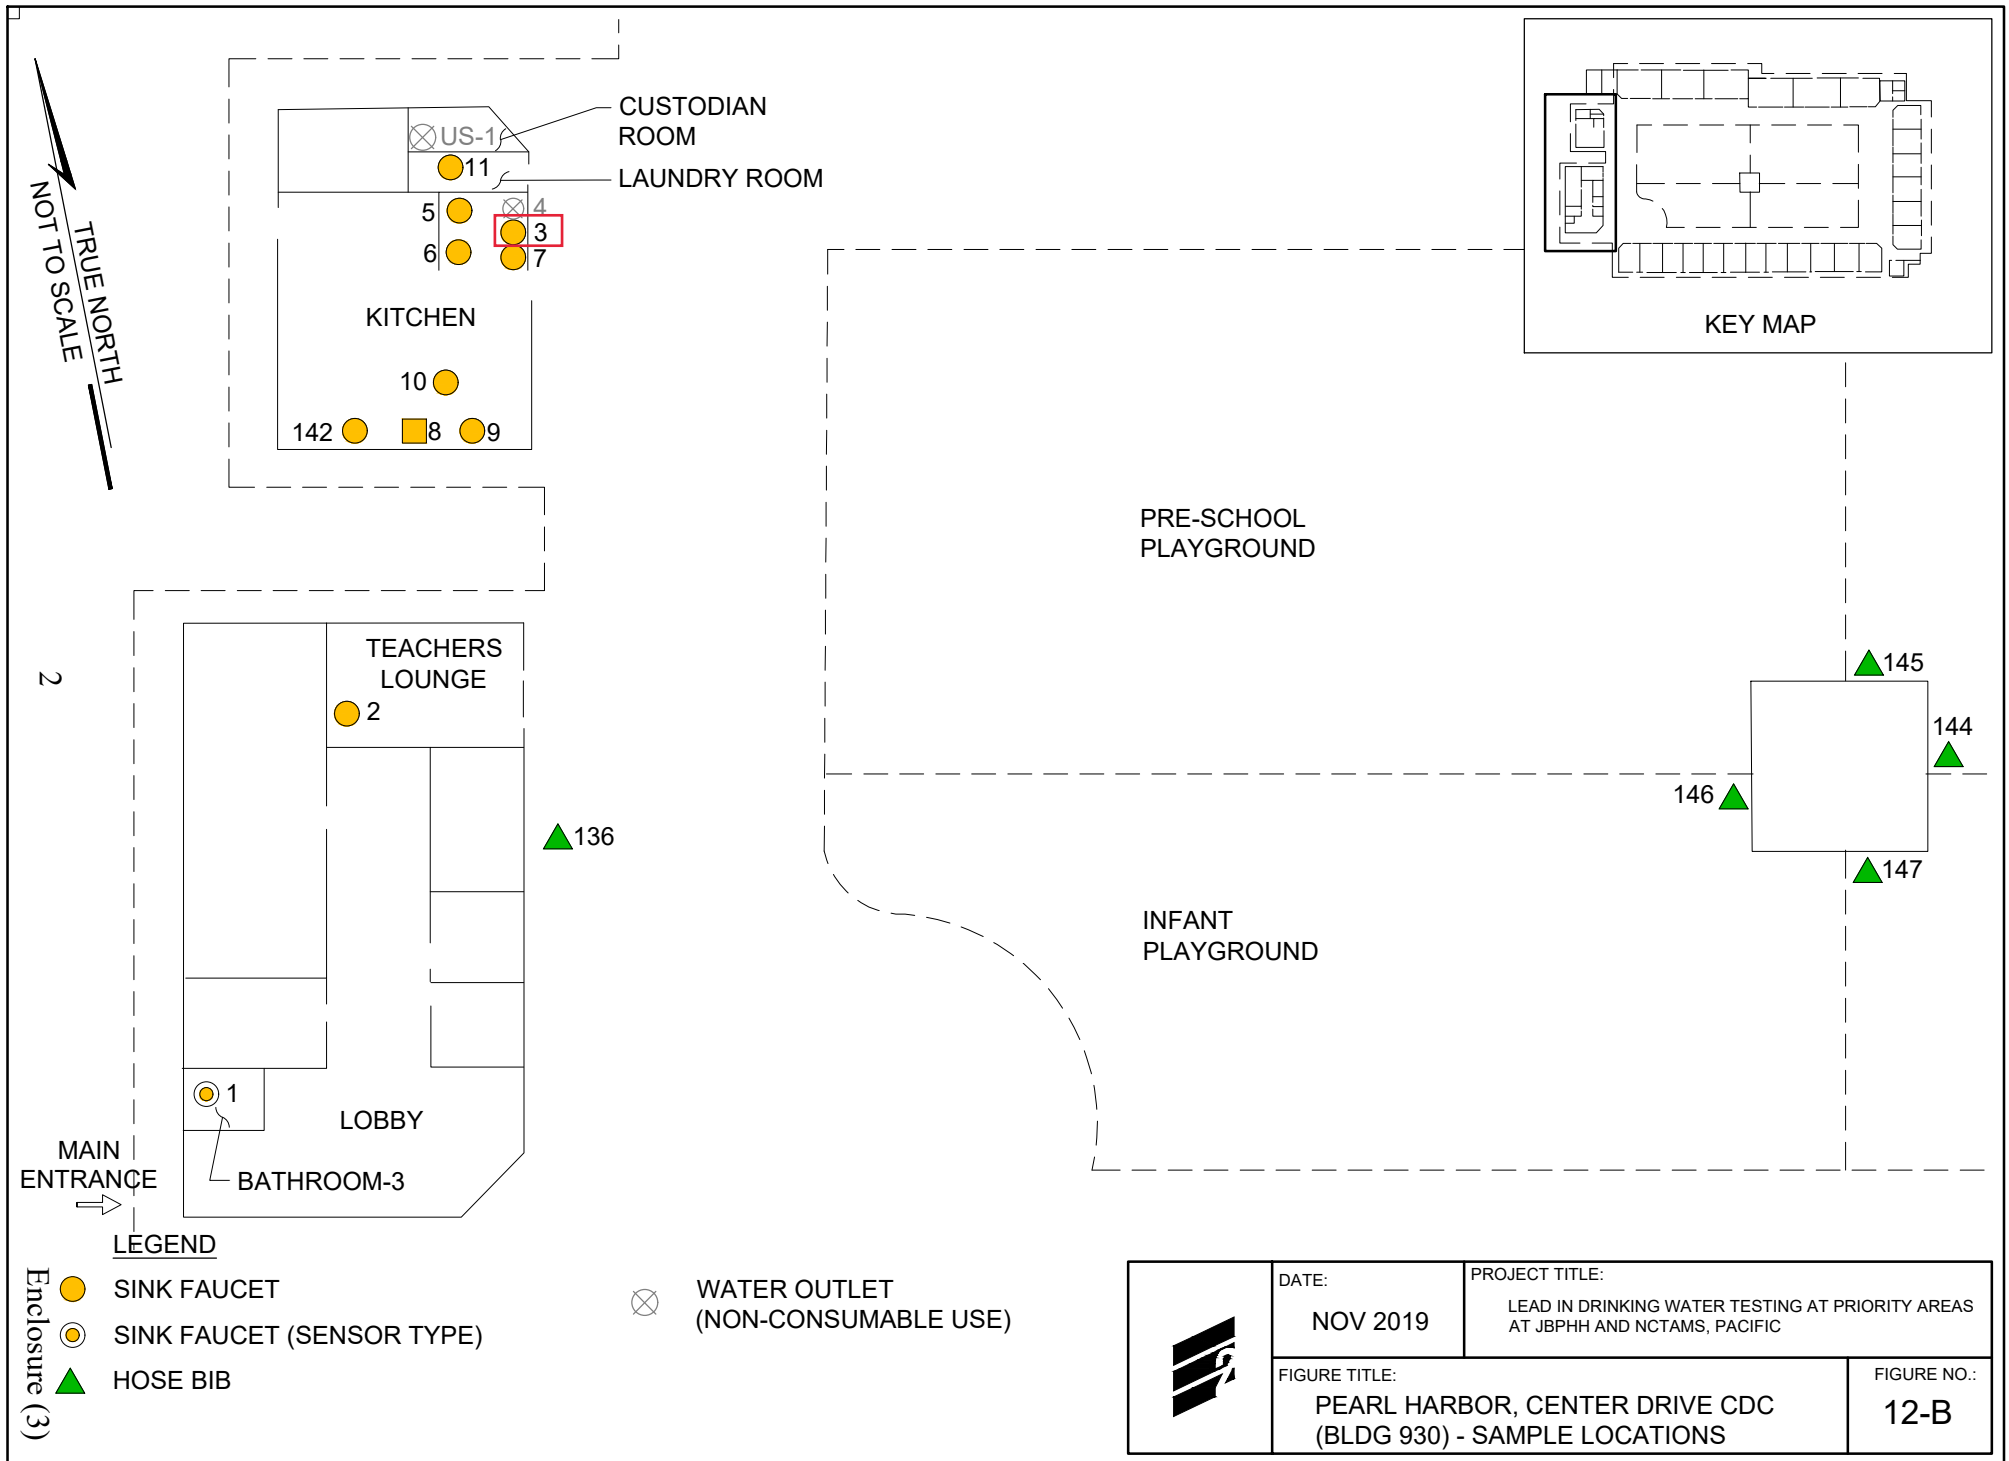 CUSTODIAN
ROOM
US-1
11
LAUNDRY ROOM
5
4
3
6
7
KITCHEN
10
142
8
9
TRUE NORTH
NOT TO SCALE
KEY MAP
PRE-SCHOOL
PLAYGROUND
TEACHERS
LOUNGE
2
2
145
144
146
147
136
INFANT
PLAYGROUND
1
LOBBY
MAIN
ENTRANCE
BATHROOM-3
LEGEND
SINK FAUCET
SINK FAUCET (SENSOR TYPE)
HOSE BIB
WATER OUTLET
(NON-CONSUMABLE USE)
Enclosure (3)
DATE:
NOV 2019
PROJECT TITLE:
LEAD IN DRINKING WATER TESTING AT PRIORITY AREAS
AT JBPHH AND NCTAMS, PACIFIC
FIGURE TITLE:
PEARL HARBOR, CENTER DRIVE CDC
(BLDG 930) - SAMPLE LOCATIONS
FIGURE NO.:
12-B